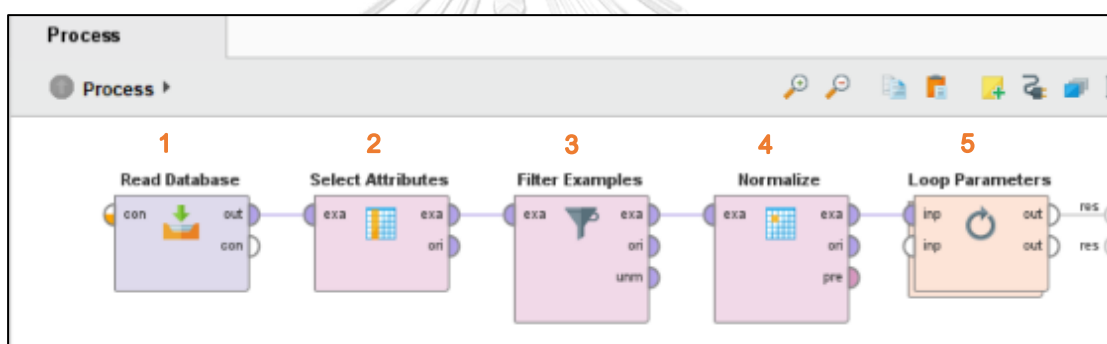 Process
Process
1 2 3 4 5
Read Database Select Attributes Filter Examples Normalize Loop Parameters
con out exa exa exa exa exa exa inp out res
con ori ori ori inp out res
unm pre